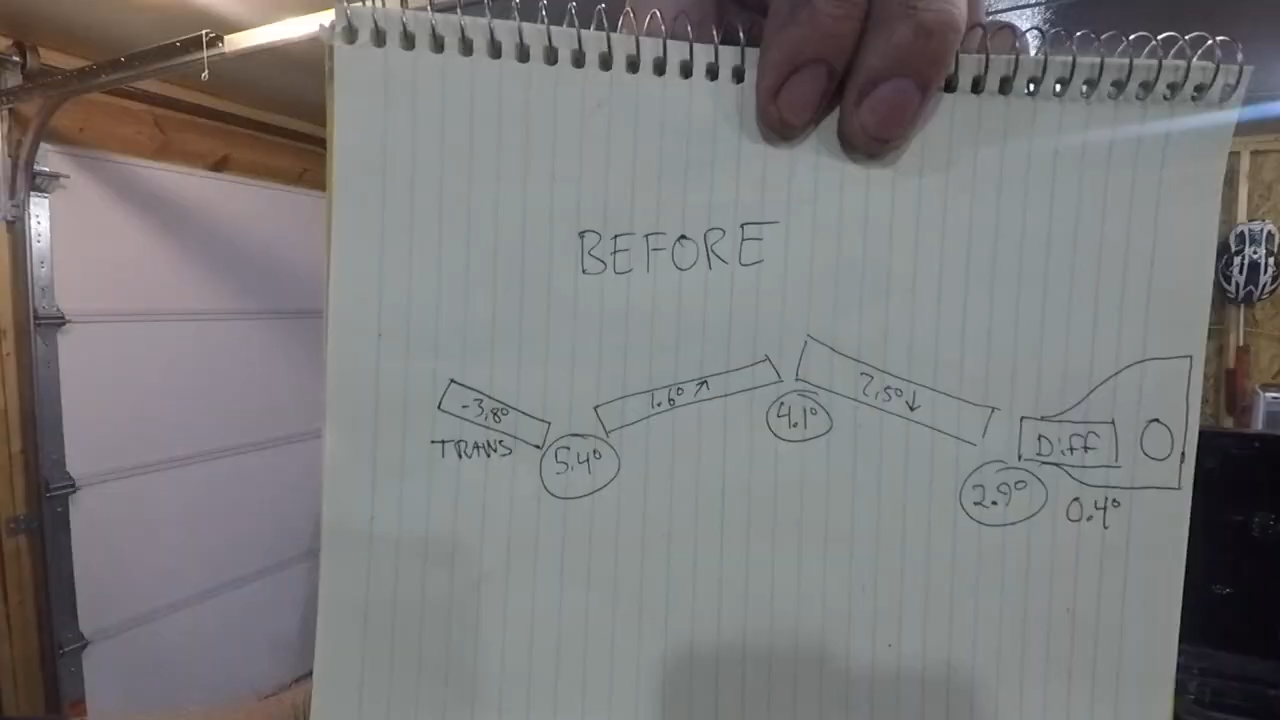 BEFORE
-3.8°
TRANS
5.4°
1.6° ↗
4.1°
2.5° ↓
2.9°
Diff
0.4°